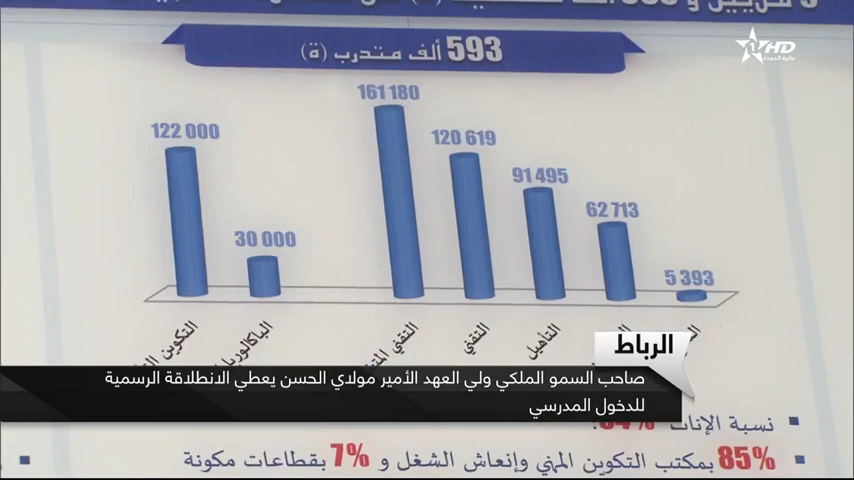 HD
593 ألف متدرب (ة)
161 180
122 000
120 619
91 495
62 713
30 000
5 393
التكوين
الباكالوريا
التقني
التقني
التأهيل
الرباط
صاحب السمو الملكي ولي العهد الأمير مولاي الحسن يعطي الانطلاقة الرسمية
للدخول المدرسي
نسبة الإناث
85% بمكتب التكوين المهني وإنعاش الشغل و 7% بقطاعات مكونة